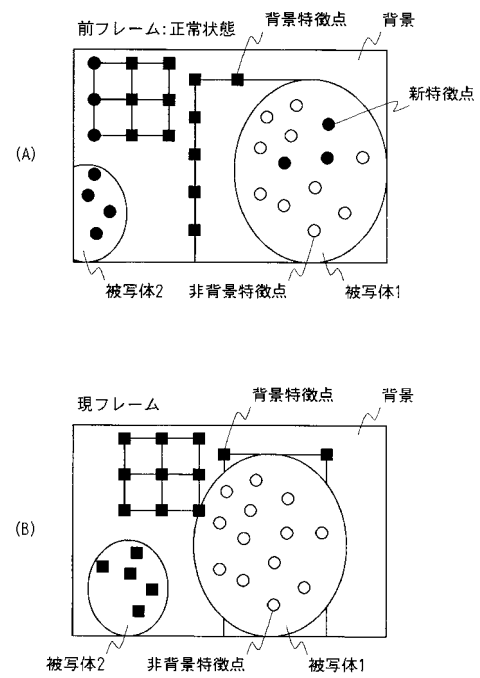 前フレーム:正常状態
背景特徴点
背景
新特徴点
(A)
被写体2
非背景特徴点
被写体1
現フレーム
背景特徴点
背景
(B)
被写体2
非背景特徴点
被写体1